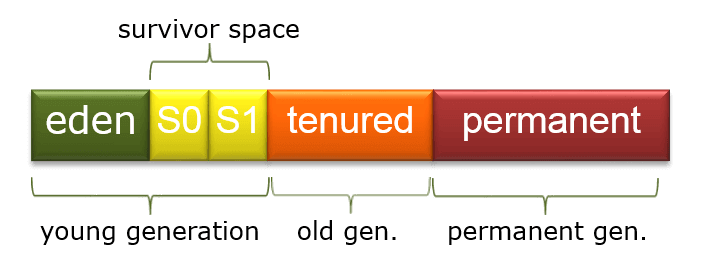 survivor space
eden S0 S1 tenured permanent
young generation old gen. permanent gen.